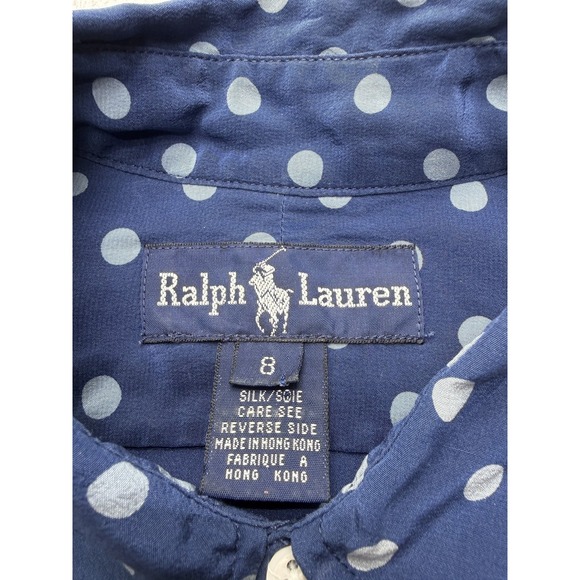 Ralph Lauren
8
SILK/SOIE
CARE SEE
REVERSE SIDE
MADE IN HONG KONG
FABRIQUE A
HONG KONG